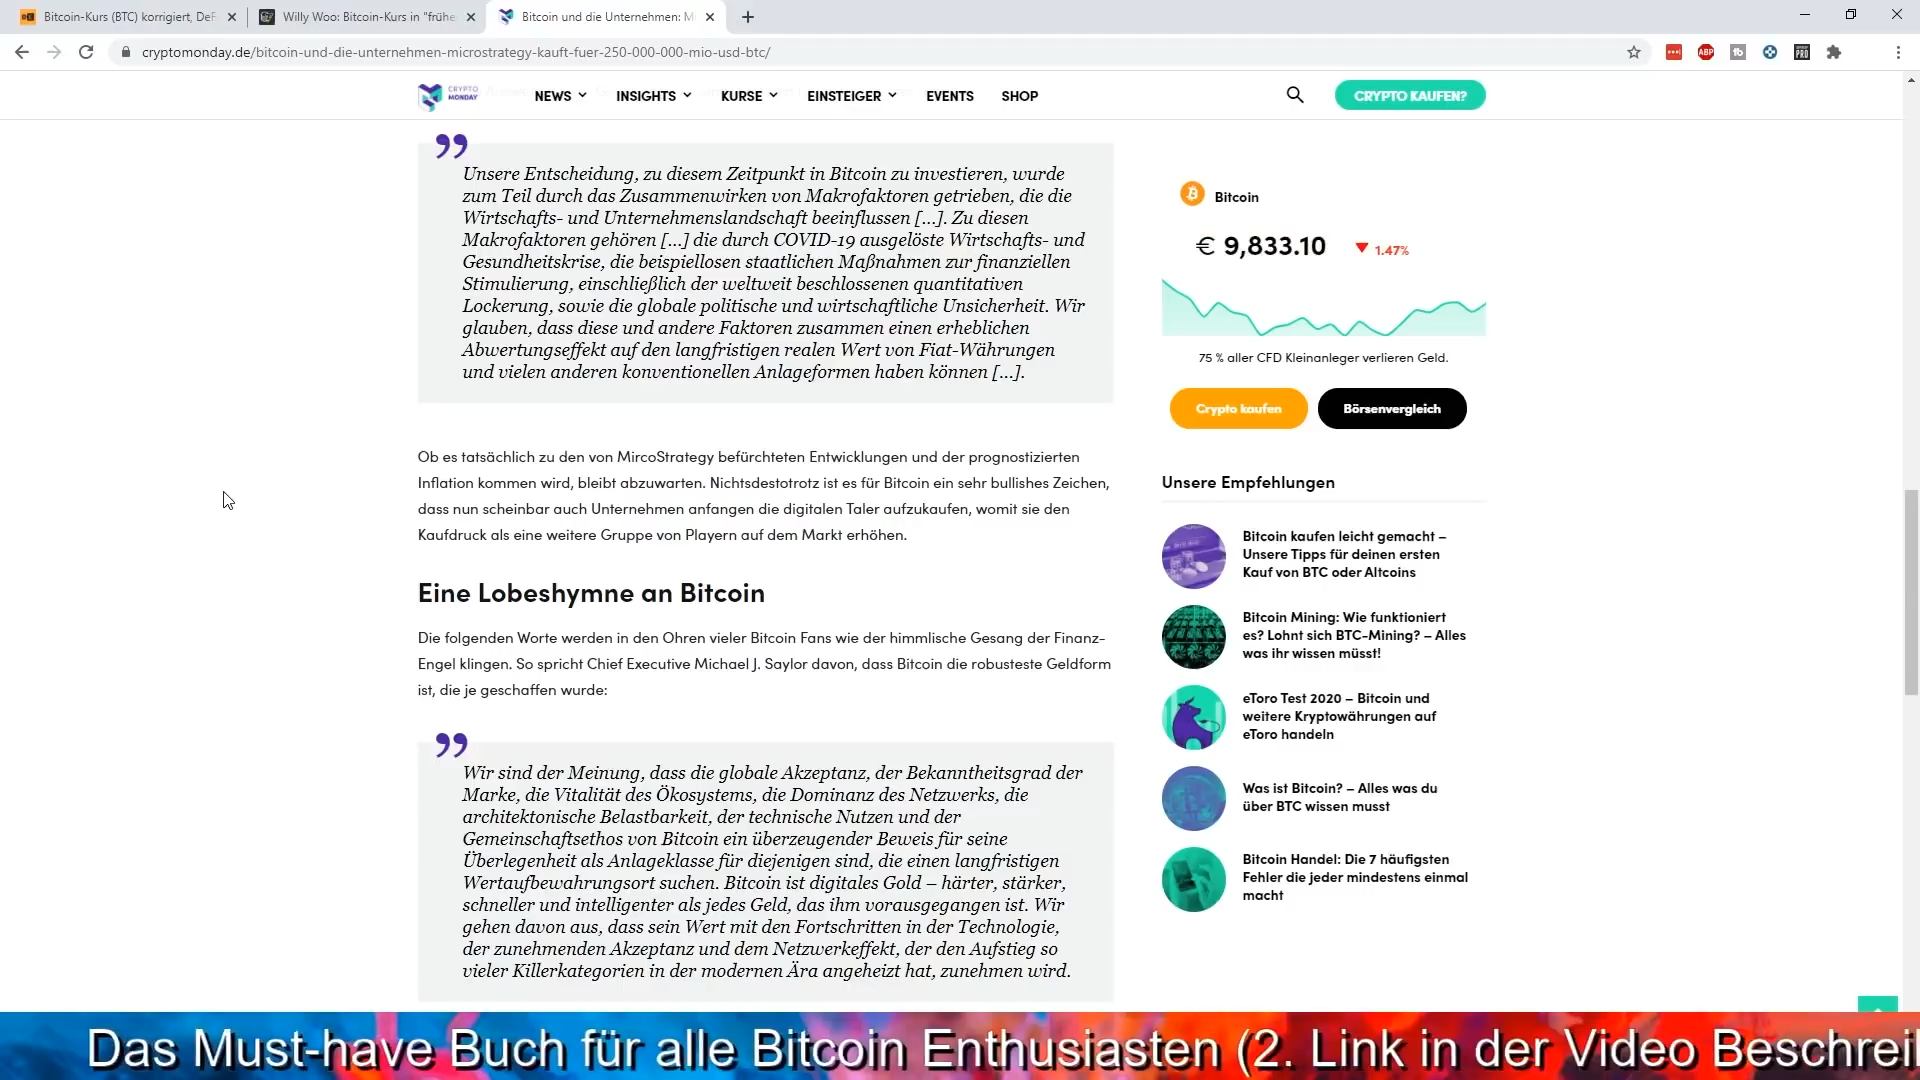 Bitcoin-Kurs (BTC) korrigiert, DeF
Willy Woo: Bitcoin-Kurs in "frühe
Bitcoin und die Unternehmen: Mi
cryptomonday.de/bitcoin-und-die-unternehmen-microstrategy-kauft-fuer-250-000-000-mio-usd-btc/
ABP
PRO
CRYPTO
MONDAY
NEWS
INSIGHTS
KURSE
EINSTEIGER
EVENTS
SHOP
CRYPTO KAUFEN?
Unsere Entscheidung, zu diesem Zeitpunkt in Bitcoin zu investieren, wurde
zum Teil durch das Zusammenwirken von Makrofaktoren getrieben, die die
Wirtschafts- und Unternehmenslandschaft beeinflussen [...]. Zu diesen
Makrofaktoren gehören [...] die durch COVID-19 ausgelöste Wirtschafts- und
Gesundheitskrise, die beispiellosen staatlichen Maßnahmen zur finanziellen
Stimulierung, einschließlich der weltweit beschlossenen quantitativen
Lockerung, sowie die globale politische und wirtschaftliche Unsicherheit. Wir
glauben, dass diese und andere Faktoren zusammen einen erheblichen
Abwertungseffekt auf den langfristigen realen Wert von Fiat-Währungen
und vielen anderen konventionellen Anlageformen haben können [...].
Ob es tatsächlich zu den von MircoStrategy befürchteten Entwicklungen und der prognostizierten
Inflation kommen wird, bleibt abzuwarten. Nichtsdestotrotz ist es für Bitcoin ein sehr bullishes Zeichen,
dass nun scheinbar auch Unternehmen anfangen die digitalen Taler aufzukaufen, womit sie den
Kaufdruck als eine weitere Gruppe von Playern auf dem Markt erhöhen.
Eine Lobeshymne an Bitcoin
Die folgenden Worte werden in den Ohren vieler Bitcoin Fans wie der himmlische Gesang der Finanz-
Engel klingen. So spricht Chief Executive Michael J. Saylor davon, dass Bitcoin die robusteste Geldform
ist, die je geschaffen wurde:
Wir sind der Meinung, dass die globale Akzeptanz, der Bekanntheitsgrad der
Marke, die Vitalität des Ökosystems, die Dominanz des Netzwerks, die
architektonische Belastbarkeit, der technische Nutzen und der
Gemeinschaftsethos von Bitcoin ein überzeugender Beweis für seine
Überlegenheit als Anlageklasse für diejenigen sind, die einen langfristigen
Wertaufbewahrungsort suchen. Bitcoin ist digitales Gold – härter, stärker,
schneller und intelligenter als jedes Geld, das ihm vorausgegangen ist. Wir
gehen davon aus, dass sein Wert mit den Fortschritten in der Technologie,
der zunehmenden Akzeptanz und dem Netzwerkeffekt, der den Aufstieg so
vieler Killerkategorien in der modernen Ära angeheizt hat, zunehmen wird.
Bitcoin
€ 9,833.10
1.47%
75 % aller CFD Kleinanleger verlieren Geld.
Crypto kaufen
Börsenvergleich
Unsere Empfehlungen
Bitcoin kaufen leicht gemacht –
Unsere Tipps für deinen ersten
Kauf von BTC oder Altcoins
Bitcoin Mining: Wie funktioniert
es? Lohnt sich BTC-Mining? – Alles
was ihr wissen müsst!
eToro Test 2020 – Bitcoin und
weitere Kryptowährungen auf
eToro handeln
Was ist Bitcoin? – Alles was du
über BTC wissen musst
Bitcoin Handel: Die 7 häufigsten
Fehler die jeder mindestens einmal
macht
Das Must-have Buch für alle Bitcoin Enthusiasten (2. Link in der Video Beschreil